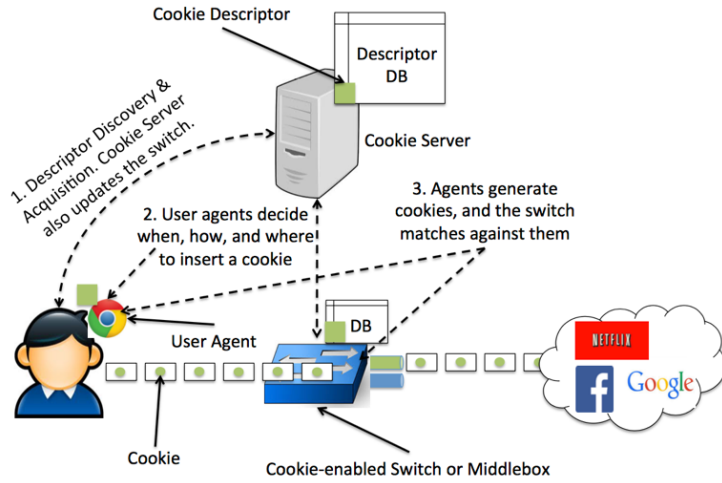 Cookie Descriptor
Descriptor
DB
Cookie Server
1. Descriptor Discovery &
Acquisition. Cookie Server
also updates the switch.
2. User agents decide
when, how, and where
to insert a cookie
3. Agents generate
cookies, and the switch
matches against them
DB
User Agent
NETFLIX
f
Google
Cookie
Cookie-enabled Switch or Middlebox